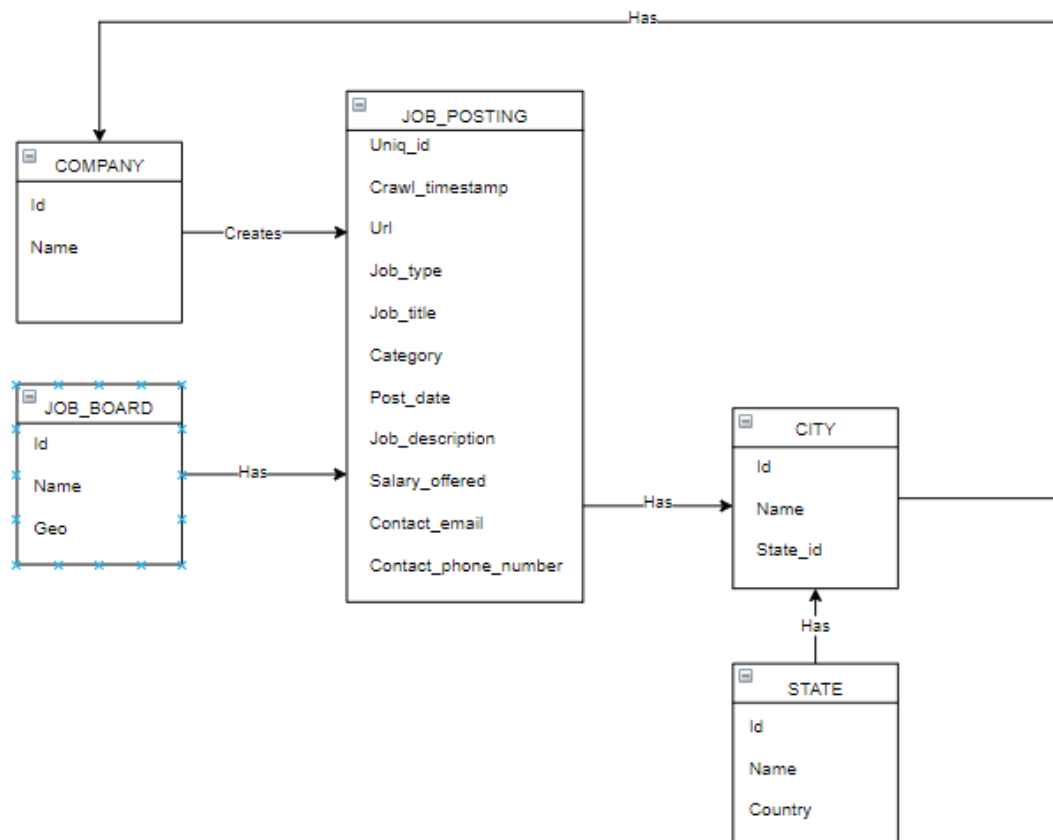 Has
COMPANY
Id
Name
Creates
JOB_POSTING
Uniq_id
Crawl_timestamp
Url
Job_type
Job_title
Category
Post_date
Job_description
Salary_offered
Contact_email
Contact_phone_number
JOB_BOARD
Id
Name
Geo
Has
Has
CITY
Id
Name
State_id
Has
STATE
Id
Name
Country